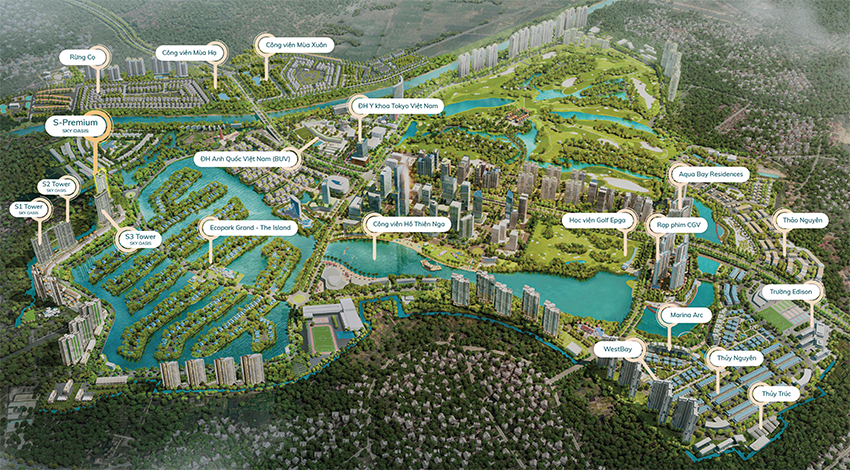 Rừng Cọ
Công viên Mùa Hạ
Công viên Mùa Xuân
S-Premium
SKY OASIS
ĐH Y khoa Tokyo Việt Nam
ĐH Anh Quốc Việt Nam (BUV)
S2 Tower
SKY OASIS
S1 Tower
SKY OASIS
S3 Tower
SKY OASIS
Ecopark Grand - The Island
Công viên Hồ Thiên Nga
Học viện Golf Epga
Aqua Bay Residences
Rạp phim CGV
Thảo Nguyên
Trường Edison
Marina Arc
WestBay
Thủy Nguyên
Thủy Trúc